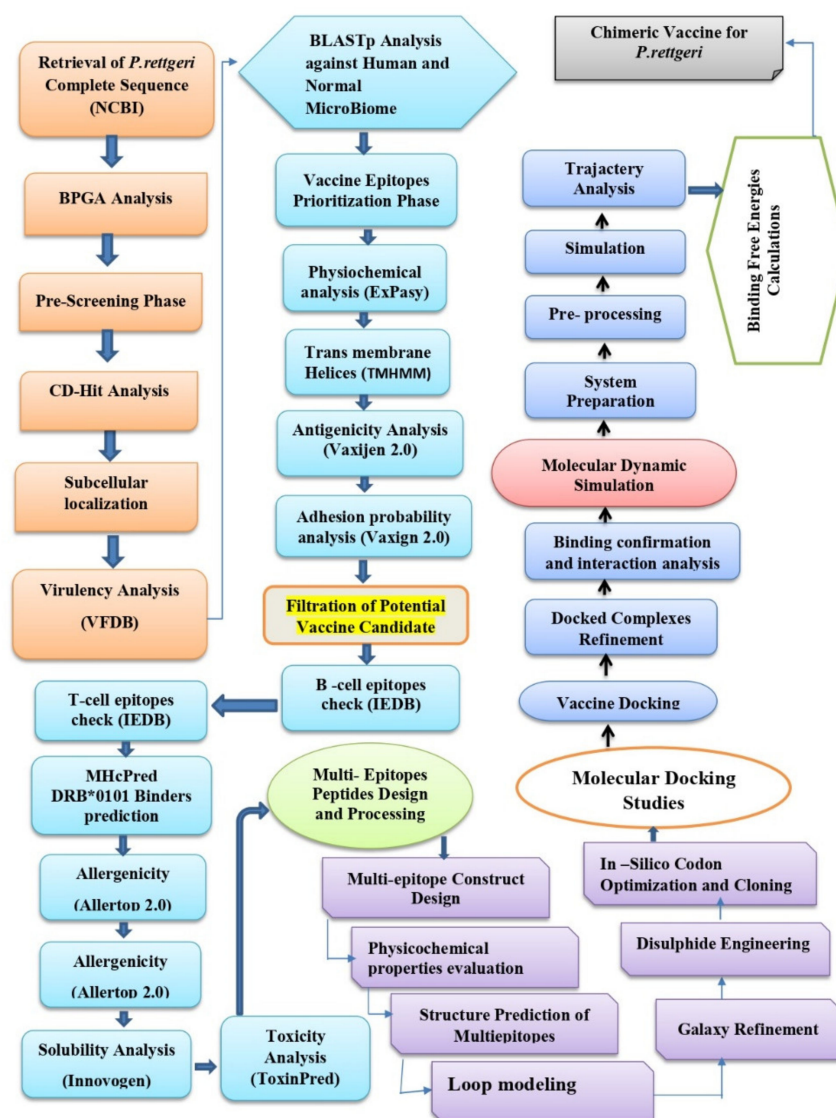 Retrieval of P.rettgeri
Complete Sequence
(NCBI)
BPGA Analysis
Pre-Screening Phase
CD-Hit Analysis
Subcellular
localization
Virulency Analysis
(VFDB)
BLASTp Analysis
against Human and
Normal
MicroBiome
Vaccine Epitopes
Prioritization Phase
Physiochemical
analysis (ExPasy)
Trans membrane
Helices (TMHMM)
Antigenicity Analysis
(Vaxijen 2.0)
Adhesion probability
analysis (Vaxign 2.0)
Filtration of Potential
Vaccine Candidate
B -cell epitopes
check (IEDB)
T-cell epitopes
check (IEDB)
MHcPred
DRB*0101 Binders
prediction
Allergenicity
(Allertop 2.0)
Allergenicity
(Allertop 2.0)
Solubility Analysis
(Innovogen)
Toxicity
Analysis
(ToxinPred)
Multi- Epitopes
Peptides Design
and Processing
Multi-epitope Construct
Design
Physicochemical
properties evaluation
Structure Prediction of
Multiepitopes
Loop modeling
Galaxy Refinement
Disulphide Engineering
In –Silico Codon
Optimization and Cloning
Molecular Docking
Studies
Vaccine Docking
Docked Complexes
Refinement
Binding confirmation
and interaction analysis
Molecular Dynamic
Simulation
System
Preparation
Pre- processing
Simulation
Trajactery
Analysis
Binding Free Energies
Calculations
Chimeric Vaccine for
P.rettgeri